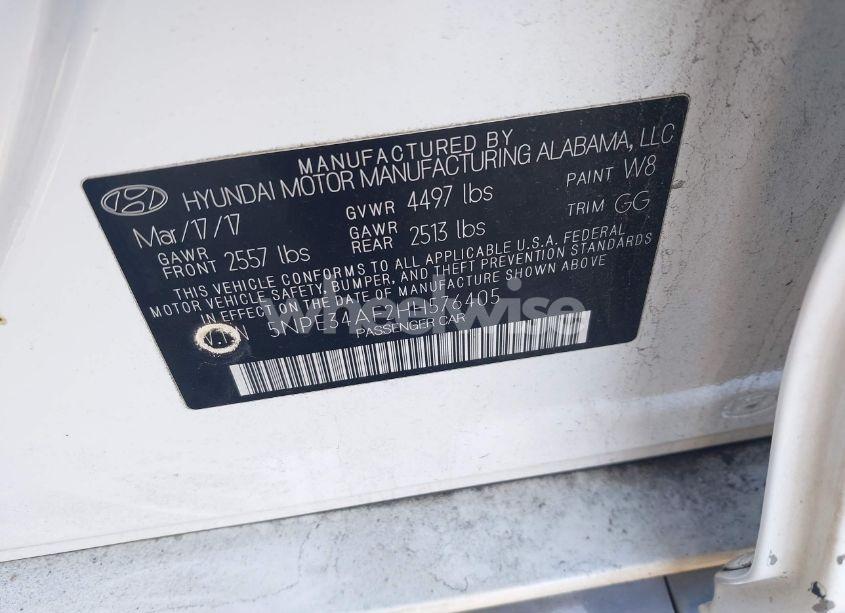 MANUFACTURED BY
HYUNDAI MOTOR MANUFACTURING ALABAMA, LLC
Mar/17/17 GVWR 4497 lbs PAINT W8
GAWR FRONT 2557 lbs GAWR REAR 2513 lbs TRIM GG
THIS VEHICLE CONFORMS TO ALL APPLICABLE U.S.A. FEDERAL
MOTOR VEHICLE SAFETY, BUMPER, AND THEFT PREVENTION STANDARDS
IN EFFECT ON THE DATE OF MANUFACTURE SHOWN ABOVE
V.I.N
PASSENGER CAR
wheelwise